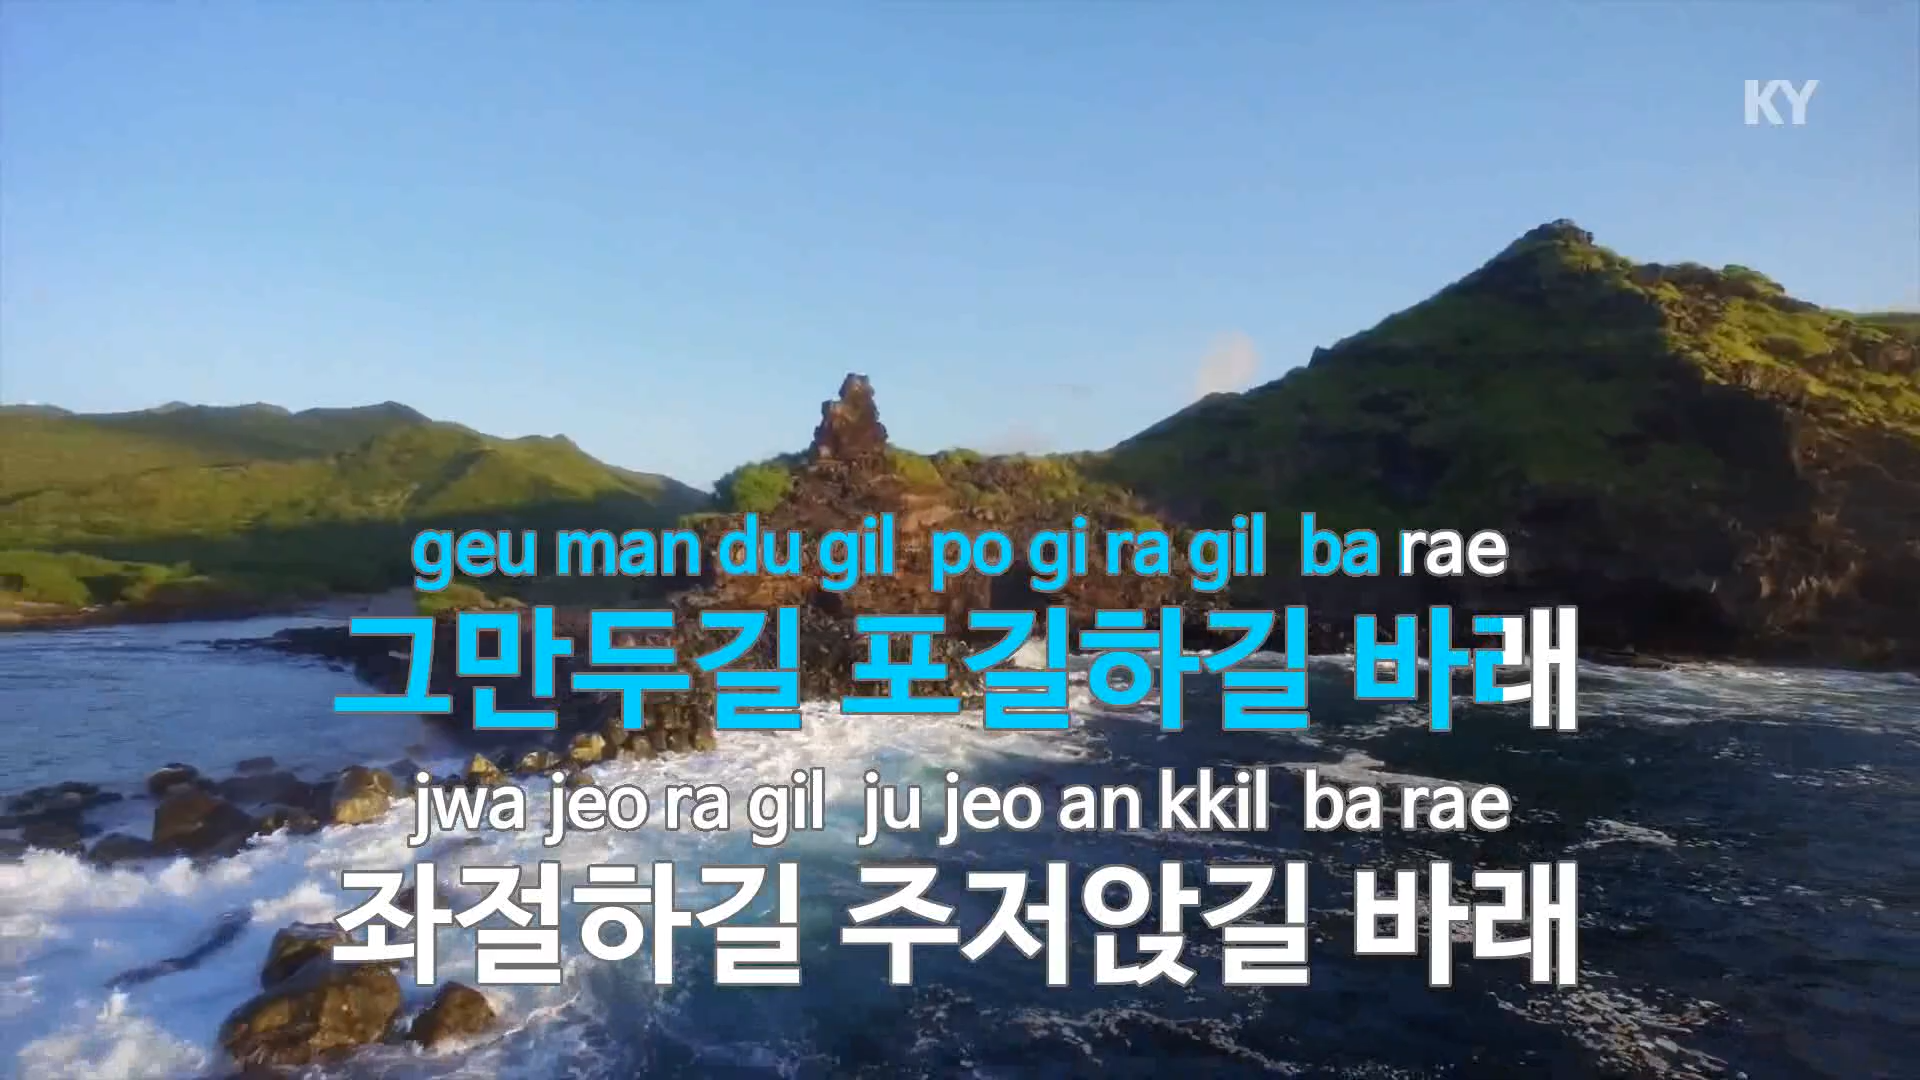 KY
geu man du gil po gi ra gil ba rae
그만두길 포길하길 바래
jwa jeo ra gil ju jeo an kkil ba rae
좌절하길 주저앉길 바래